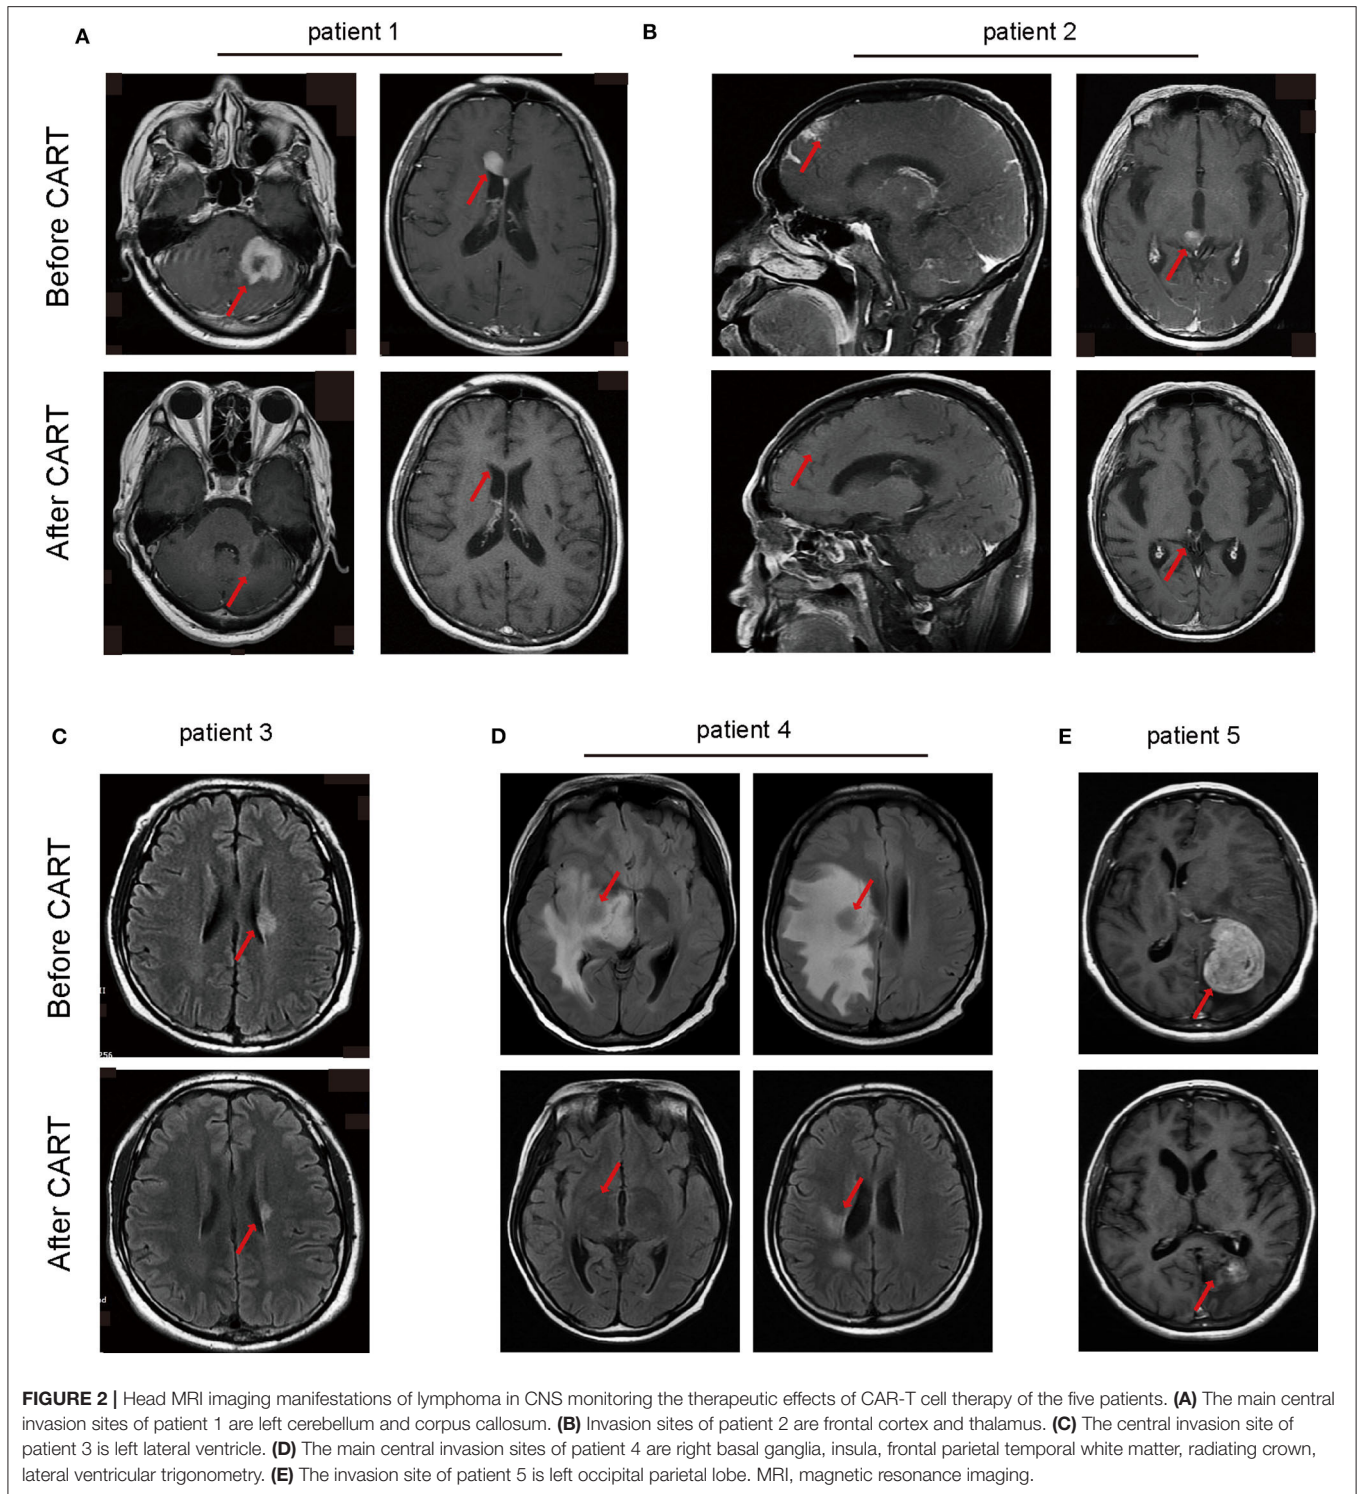 A
patient 1
B
patient 2
Before CART
After CART
C
patient 3
D
patient 4
E
patient 5
Before CART
II
256
After CART
FIGURE 2 | Head MRI imaging manifestations of lymphoma in CNS monitoring the therapeutic effects of CAR-T cell therapy of the five patients. (A) The main central
invasion sites of patient 1 are left cerebellum and corpus callosum. (B) Invasion sites of patient 2 are frontal cortex and thalamus. (C) The central invasion site of
patient 3 is left lateral ventricle. (D) The main central invasion sites of patient 4 are right basal ganglia, insula, frontal parietal temporal white matter, radiating crown,
lateral ventricular trigonometry. (E) The invasion site of patient 5 is left occipital parietal lobe. MRI, magnetic resonance imaging.